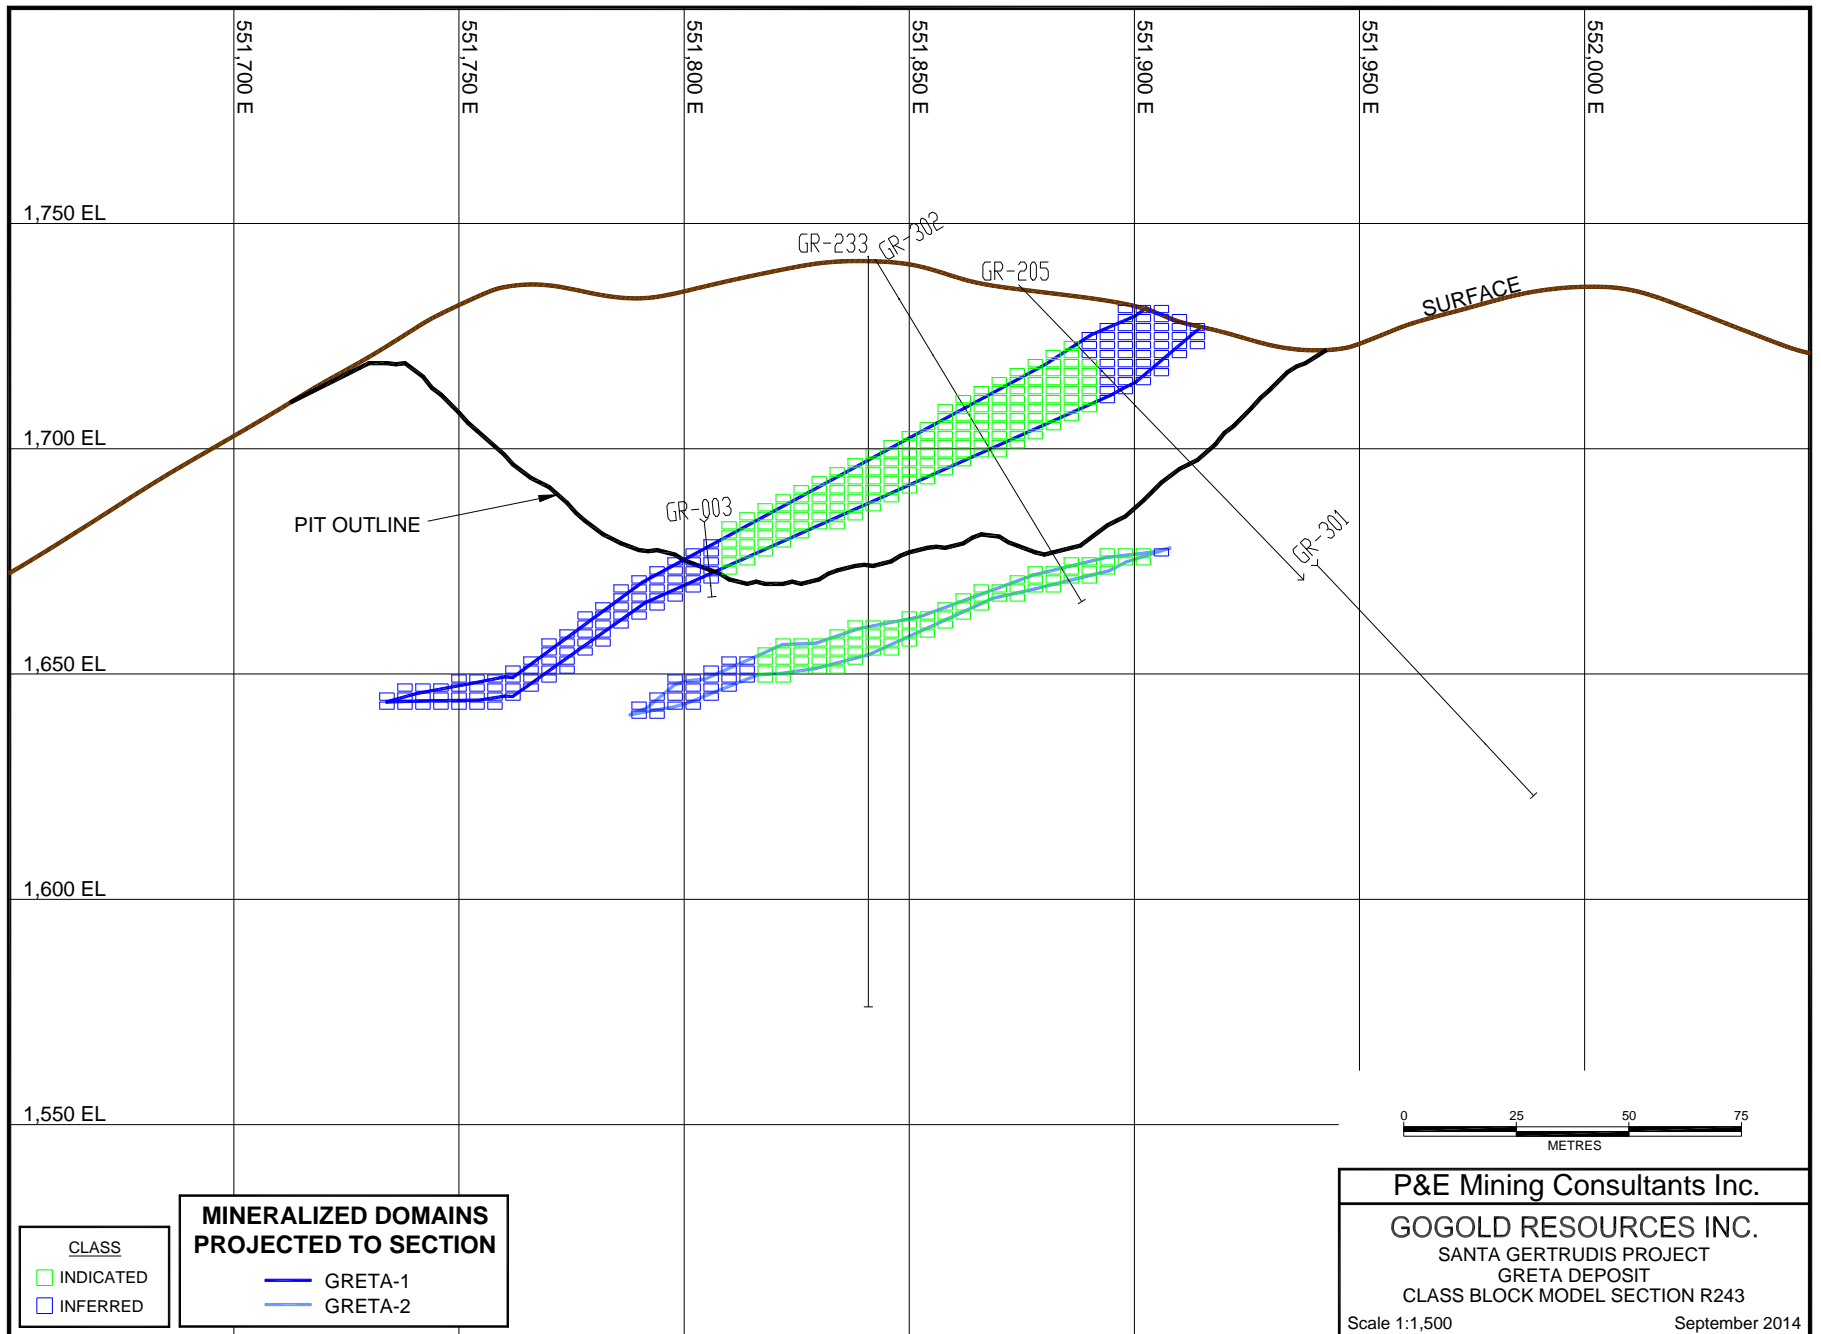 551,700 E
551,750 E
551,800 E
551,850 E
551,900 E
551,950 E
552,000 E
1,750 EL
GR-233
GR-302
GR-205
SURFACE
1,700 EL
GR-003
PIT OUTLINE
GR-301
1,650 EL
1,600 EL
1,550 EL
0 25 50 75
METRES
P&E Mining Consultants Inc.
GOGOLD RESOURCES INC.
SANTA GERTRUDIS PROJECT
GRETA DEPOSIT
CLASS BLOCK MODEL SECTION R243
Scale 1:1,500 September 2014
MINERALIZED DOMAINS
PROJECTED TO SECTION
GRETA-1
GRETA-2
CLASS
INDICATED
INFERRED